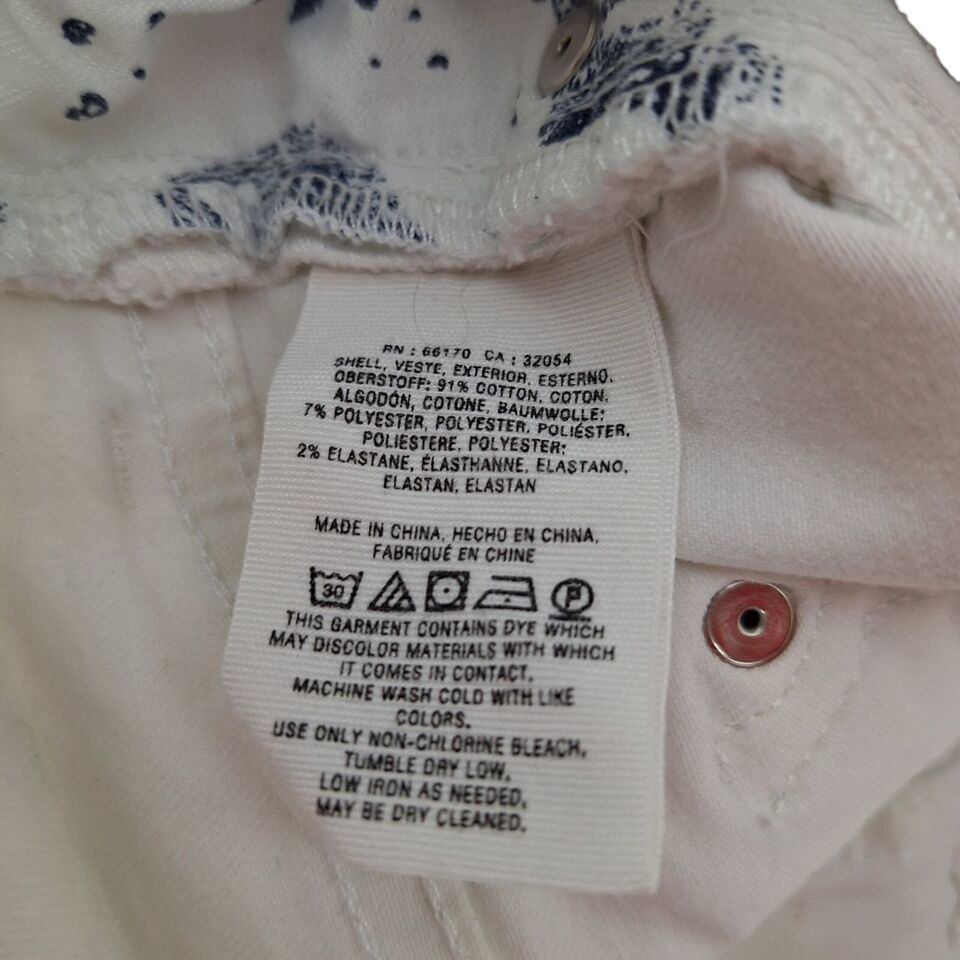 RN : 66170 CA : 32054
SHELL, VESTE, EXTERIOR, ESTERNO,
OBERSTOFF: 91% COTTON, COTON,
ALGODÓN, COTONE, BAUMWOLLE;
7% POLYESTER, POLYESTER, POLIÉSTER,
POLIESTERE, POLYESTER;
2% ELASTANE, ÉLASTHANNE, ELASTANO,
ELASTAN, ELASTAN
MADE IN CHINA, HECHO EN CHINA,
FABRIQUÉ EN CHINE
30 P
THIS GARMENT CONTAINS DYE WHICH
MAY DISCOLOR MATERIALS WITH WHICH
IT COMES IN CONTACT.
MACHINE WASH COLD WITH LIKE
COLORS.
USE ONLY NON-CHLORINE BLEACH.
TUMBLE DRY LOW.
LOW IRON AS NEEDED.
MAY BE DRY CLEANED.